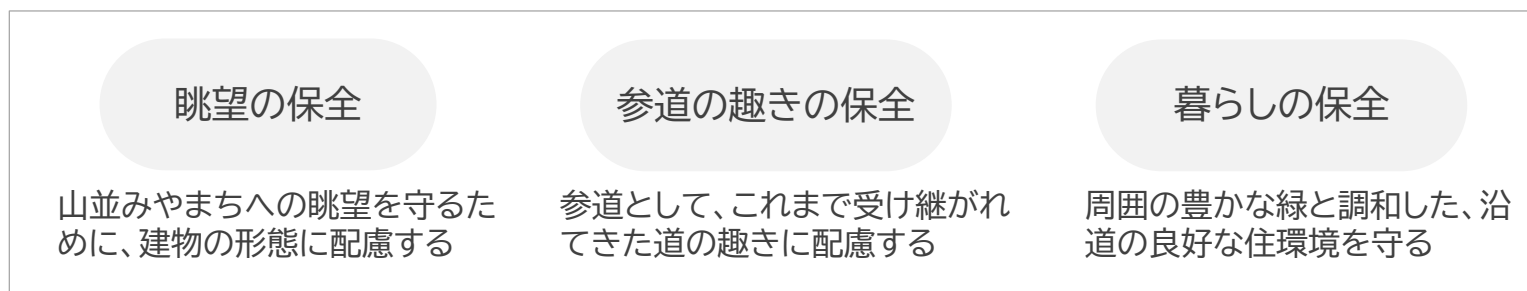 眺望の保全
山並みやまちへの眺望を守るた
めに、建物の形態に配慮する
参道の趣きの保全
参道として、これまで受け継がれ
てきた道の趣きに配慮する
暮らしの保全
周囲の豊かな緑と調和した、沿
道の良好な住環境を守る